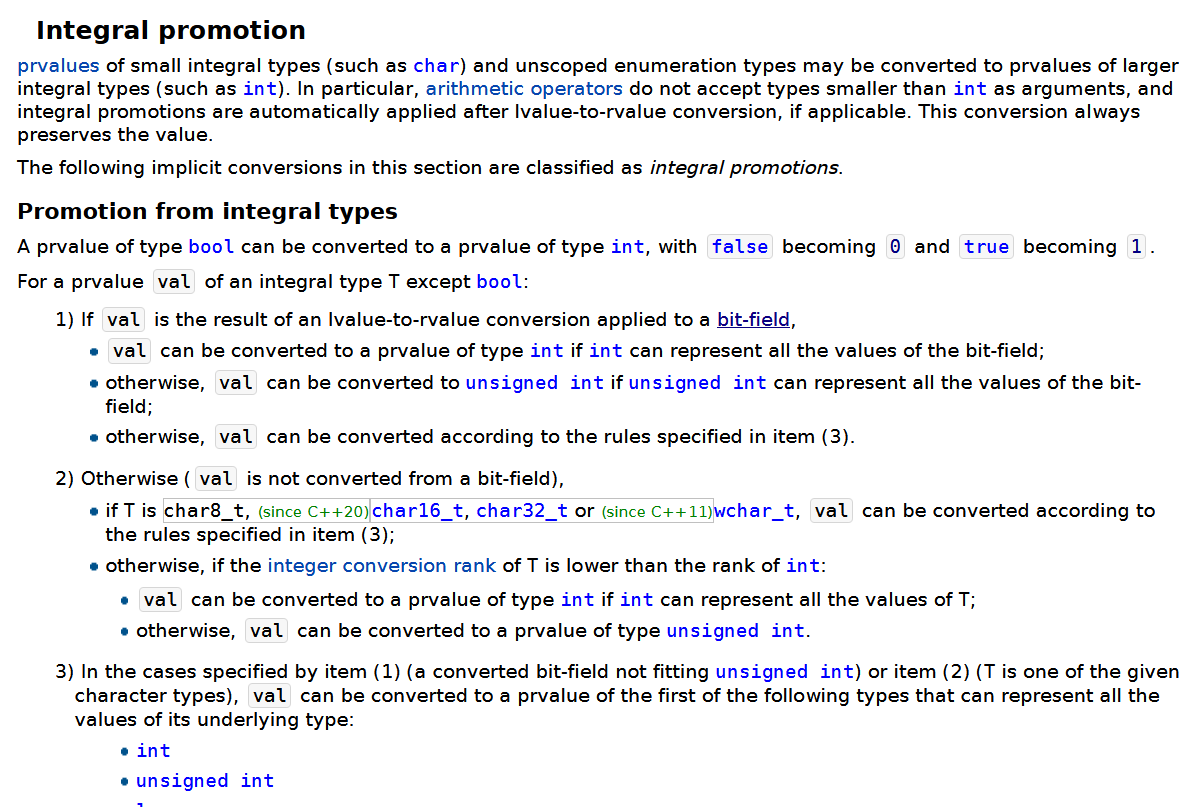 Integral promotion
prvalues of small integral types (such as char) and unscoped enumeration types may be converted to prvalues of larger
integral types (such as int). In particular, arithmetic operators do not accept types smaller than int as arguments, and
integral promotions are automatically applied after lvalue-to-rvalue conversion, if applicable. This conversion always
preserves the value.
The following implicit conversions in this section are classified as integral promotions.
Promotion from integral types
A prvalue of type bool can be converted to a prvalue of type int, with false becoming 0 and true becoming 1.
For a prvalue val of an integral type T except bool:
1) If val is the result of an lvalue-to-rvalue conversion applied to a bit-field,
• val can be converted to a prvalue of type int if int can represent all the values of the bit-field;
• otherwise, val can be converted to unsigned int if unsigned int can represent all the values of the bit-
field;
• otherwise, val can be converted according to the rules specified in item (3).
2) Otherwise (val is not converted from a bit-field),
• if T is char8_t, (since C++20)char16_t, char32_t or (since C++11)wchar_t, val can be converted according to
the rules specified in item (3);
• otherwise, if the integer conversion rank of T is lower than the rank of int:
• val can be converted to a prvalue of type int if int can represent all the values of T;
• otherwise, val can be converted to a prvalue of type unsigned int.
3) In the cases specified by item (1) (a converted bit-field not fitting unsigned int) or item (2) (T is one of the given
character types), val can be converted to a prvalue of the first of the following types that can represent all the
values of its underlying type:
• int
• unsigned int